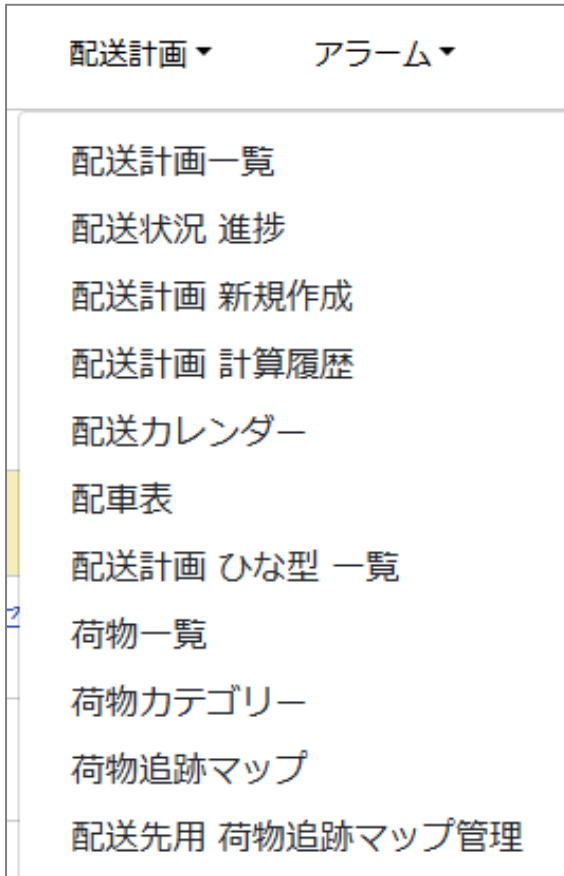 配送計画▼ アラーム▼
配送計画一覧
配送状況 進捗
配送計画 新規作成
配送計画 計算履歴
配送カレンダー
配車表
配送計画 ひな型 一覧
荷物一覧
荷物カテゴリー
荷物追跡マップ
配送先用 荷物追跡マップ管理